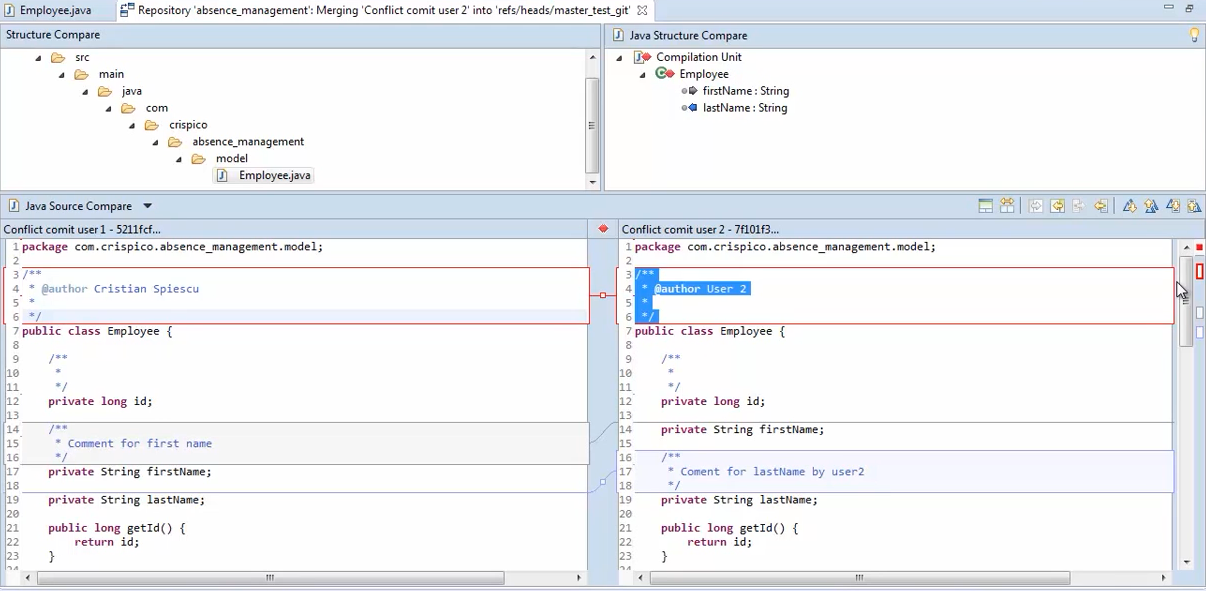 Employee.java
Repository 'absence_management': Merging 'Conflict comit user 2' into 'refs/heads/master_test_git'
Structure Compare
src
main
java
com
crispico
absence_management
model
Employee.java
Java Structure Compare
Compilation Unit
Employee
firstName : String
lastName : String
Java Source Compare
Conflict comit user 1 - 5211fcf...
1 package com.crispico.absence_management.model;
2
3 /**
4  * @author Cristian Spiescu
5  *
6  */
7 public class Employee {
8
9     /**
10      *
11      */
12     private long id;
13
14     /**
15      * Comment for first name
16      */
17     private String firstName;
18
19     private String lastName;
20
21     public long getId() {
22         return id;
23     }
Conflict comit user 2 - 7f101f3...
1 package com.crispico.absence_management.model;
2
3 /**
4  * @author User 2
5  *
6  */
7 public class Employee {
8
9     /**
10      *
11      */
12     private long id;
13
14     private String firstName;
15
16     /**
17      * Coment for lastName by user2
18      */
19     private String lastName;
20
21     public long getId() {
22         return id;
23     }
24